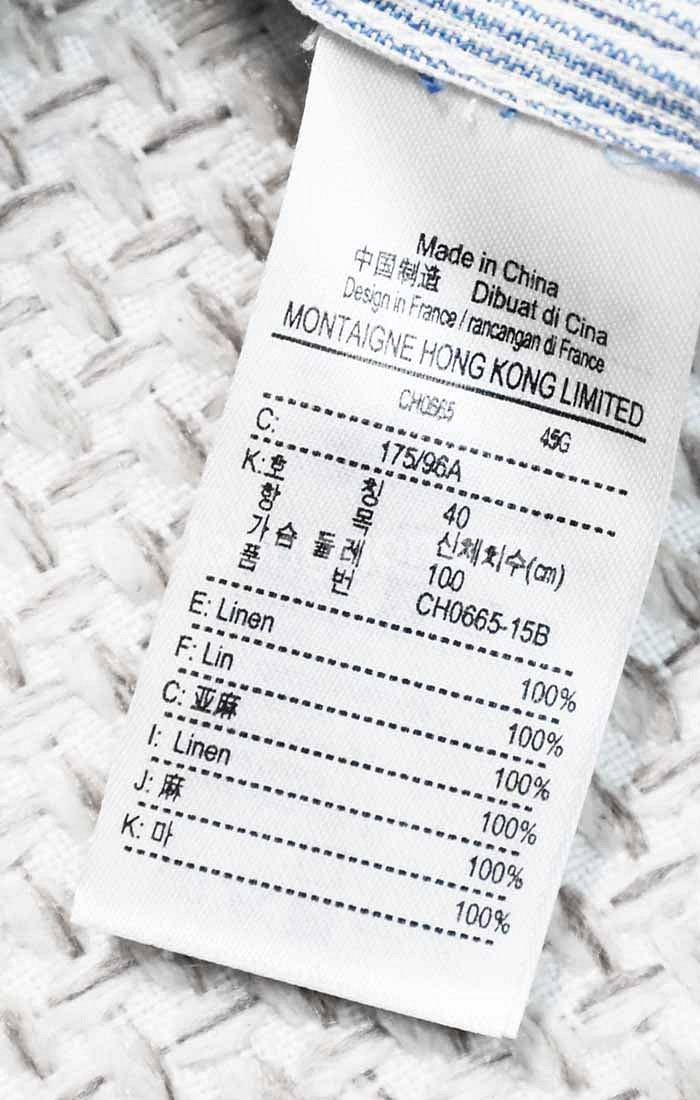 Made in China
中国制造 Dibuat di Cina
Design in France / rancangan di France
MONTAIGNE HONG KONG LIMITED
CH0665 45G
C: 175/96A
K:호 칭 40
항 목 신체치수(cm)
가슴 둘레 100
품 번 CH0665-15B
E: Linen 100%
F: Lin 100%
C: 亚麻 100%
I: Linen 100%
J: 麻 100%
K: 마 100%